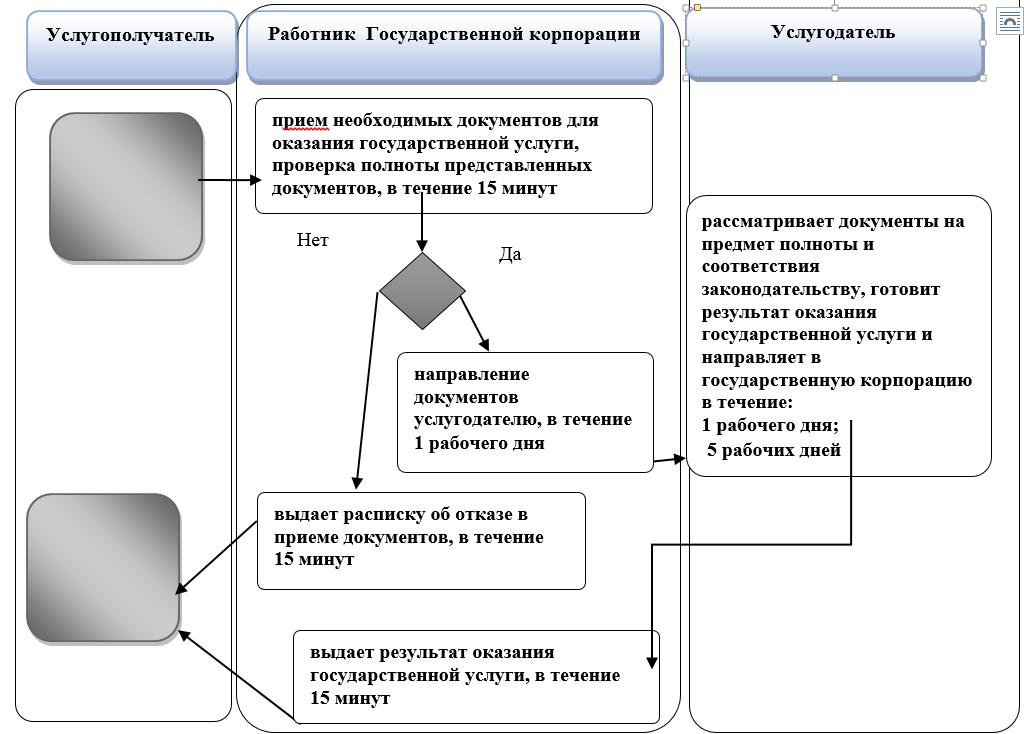 Услугополучатель
Работник Государственной корпорации
Услугодатель
прием необходимых документов для
оказания государственной услуги,
проверка полноты представленных
документов, в течение 15 минут
Нет
Да
направление
документов
услугодателю, в течение
1 рабочего дня
рассматривает документы на
предмет полноты и
соответствия
законодательству, готовит
результат оказания
государственной услуги и
направляет в
государственную корпорацию
в течение:
1 рабочего дня;
5 рабочих дней
выдает расписку об отказе в
приеме документов, в течение
15 минут
выдает результат оказания
государственной услуги, в течение
15 минут